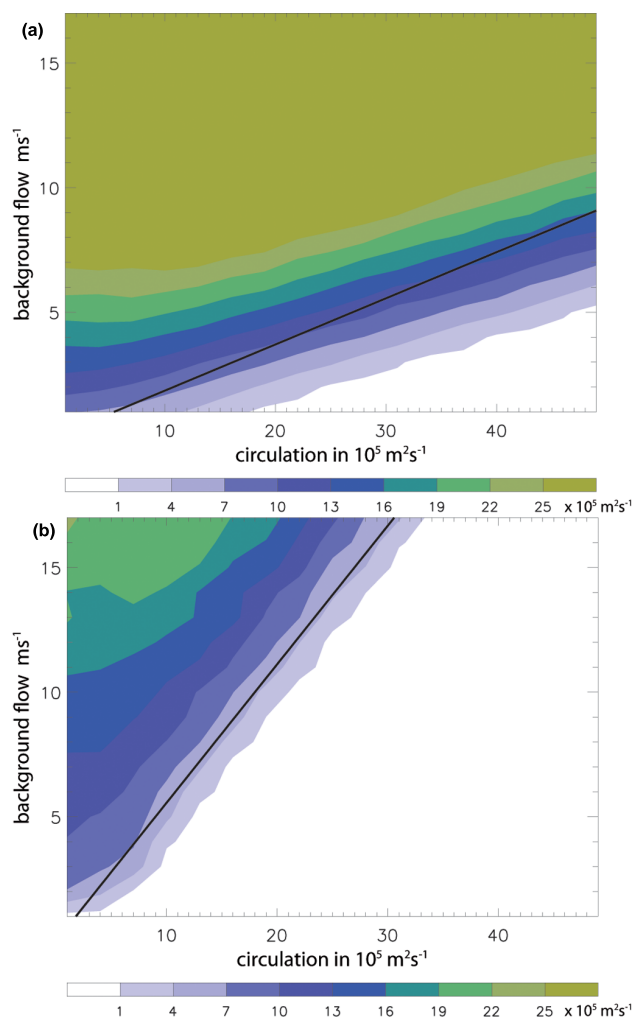 (a)
15
10
5
background flow ms⁻¹
10 20 30 40
circulation in 10⁵ m²s⁻¹
1 4 7 10 13 16 19 22 25 x 10⁵ m²s⁻¹
(b)
15
10
5
background flow ms⁻¹
10 20 30 40
circulation in 10⁵ m²s⁻¹
1 4 7 10 13 16 19 22 25 x 10⁵ m²s⁻¹